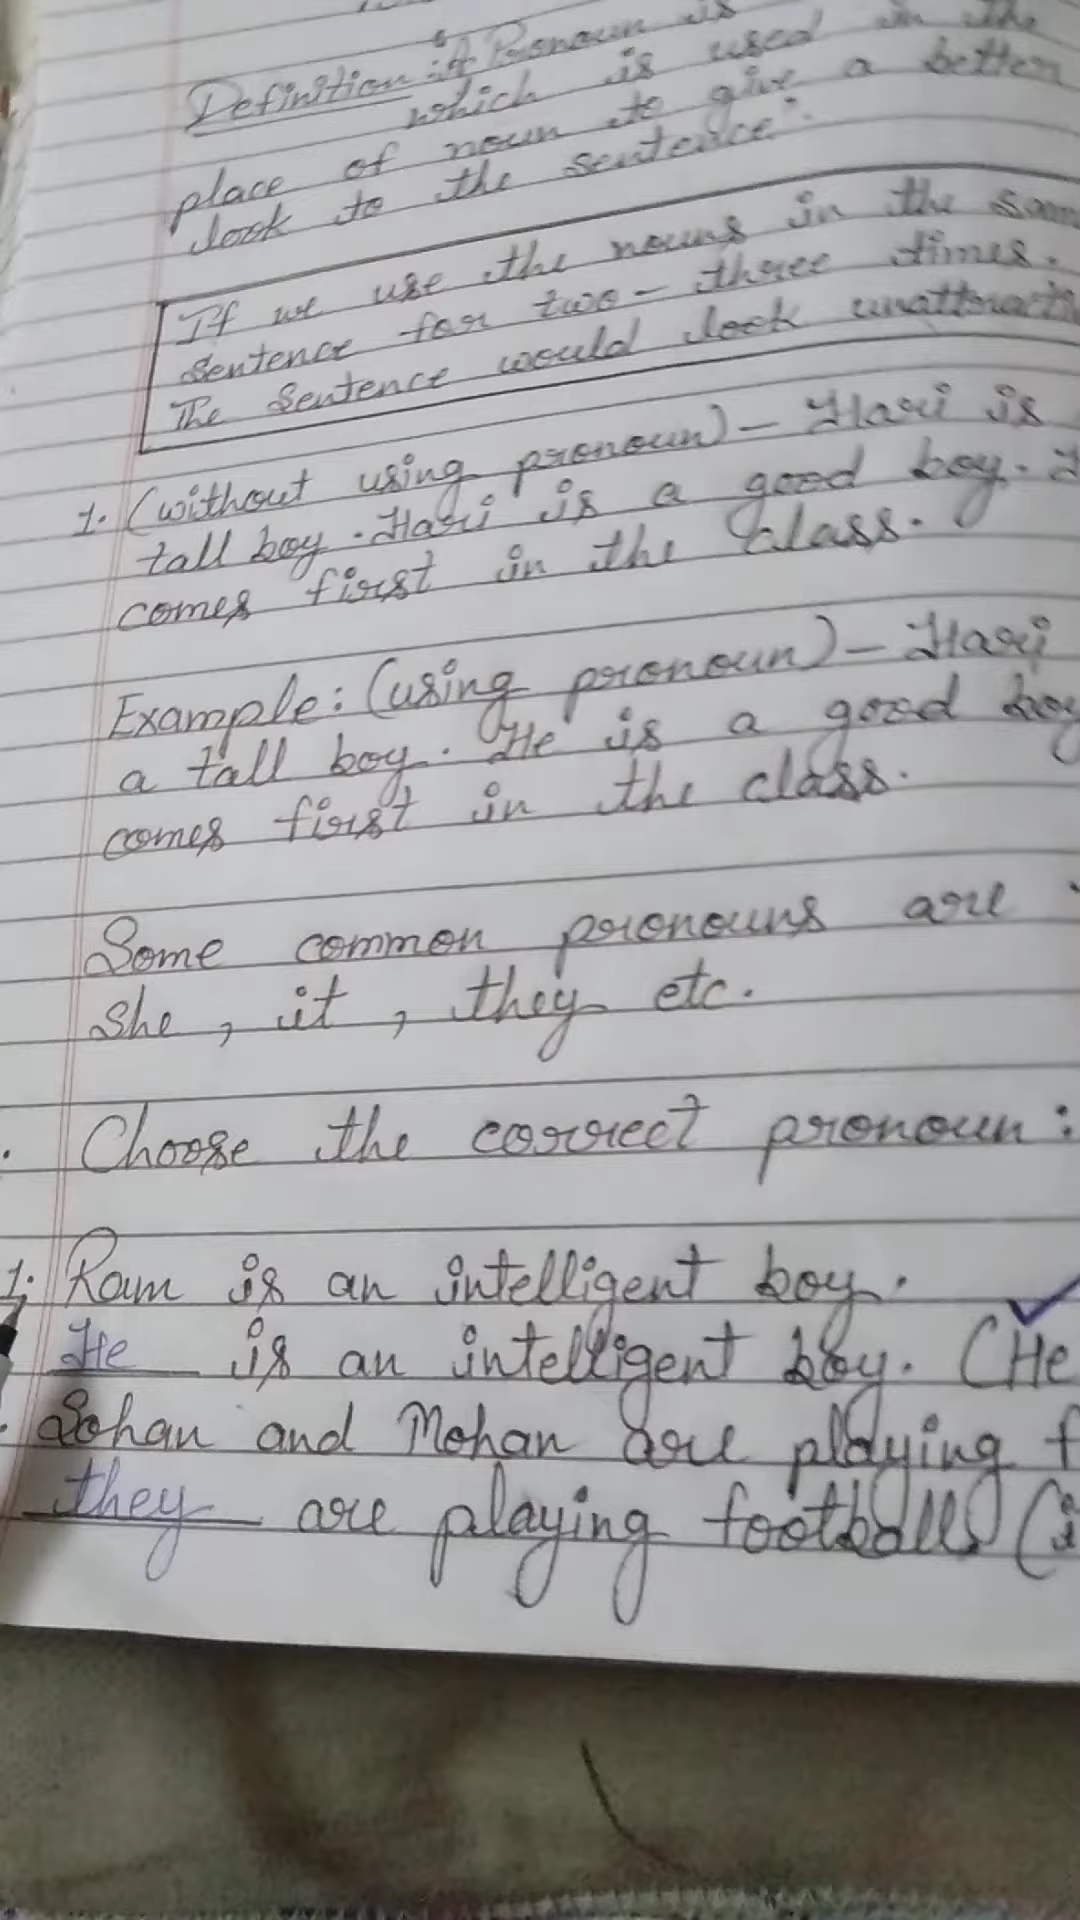 Definition :- A Pronoun is
which is used in the
place of noun to give a better
look to the sentence".
If we use the nouns in the
sentence for two - three times.
The sentence would look
1. (without using pronoun) - Hari is
tall boy. Hari is a good boy.
comes first in the class.
Example: (using pronoun) - Hari
a tall boy. He is a good boy
comes first in the class.
Some common pronouns are
she, it, they etc.
Choose the correct pronoun:
1. Ram is an intelligent boy.
He is an intelligent boy. (He
Sohan and Mohan are playing f
they are playing football (i